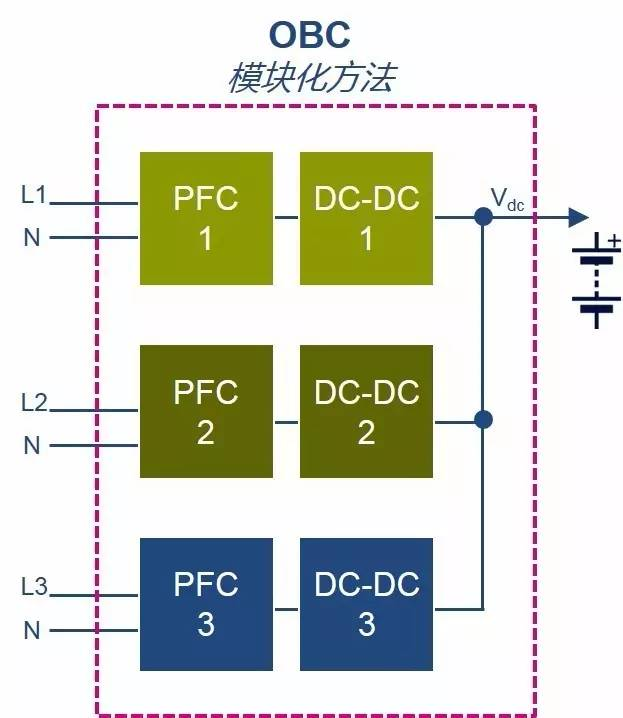 OBC
模块化方法
L1
N
PFC
1
DC-DC
1
Vdc
+
L2
N
PFC
2
DC-DC
2
L3
N
PFC
3
DC-DC
3